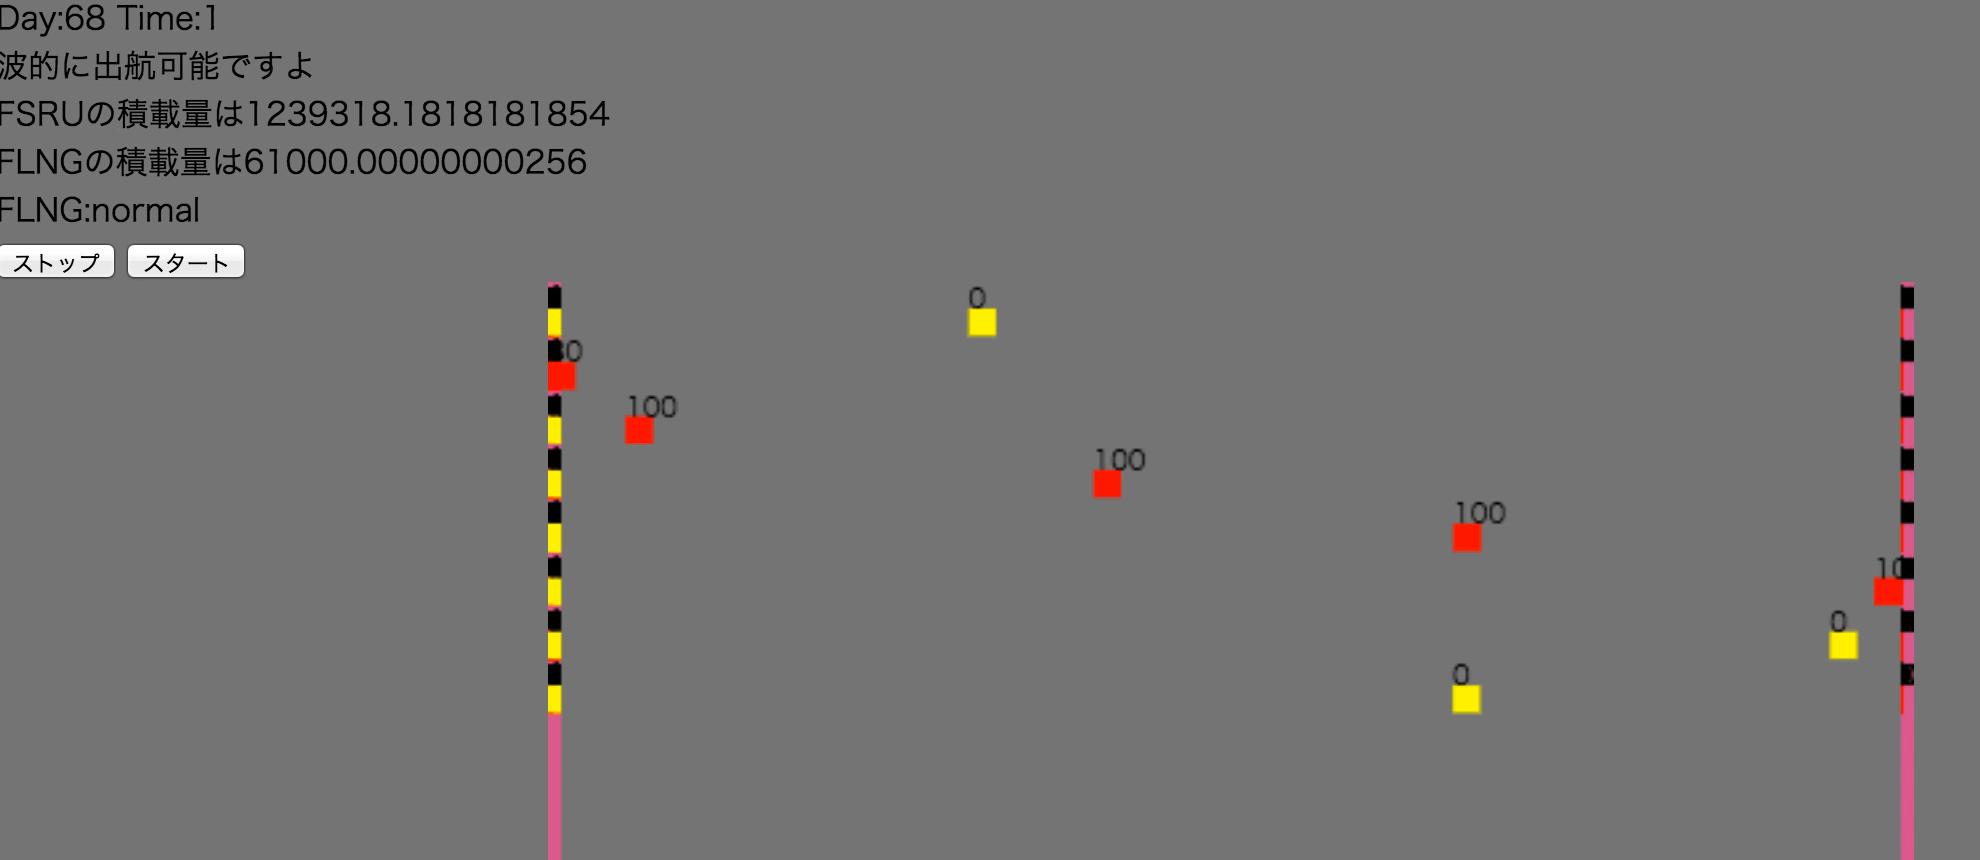 Day:68 Time:1
波的に出航可能ですよ
FSRUの積載量は1239318.1818181854
FLNGの積載量は61000.00000000256
FLNG:normal
ストップ スタート
0
100
100
100
0
0